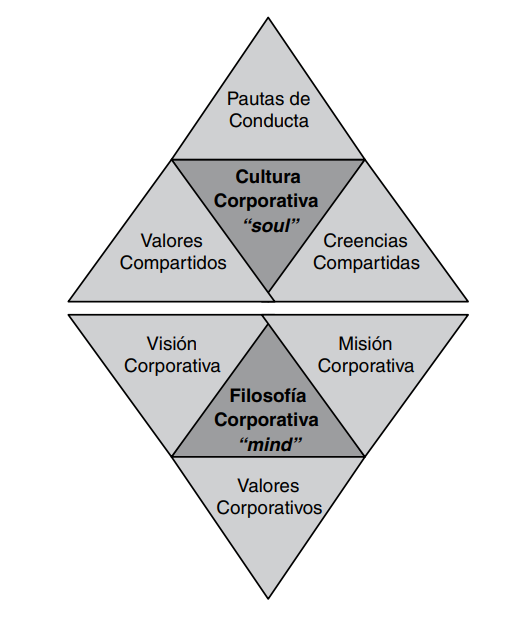 Pautas de
Conducta
Cultura
Corporativa
“soul”
Valores
Compartidos
Creencias
Compartidas
Visión
Corporativa
Misión
Corporativa
Filosofía
Corporativa
“mind”
Valores
Corporativos